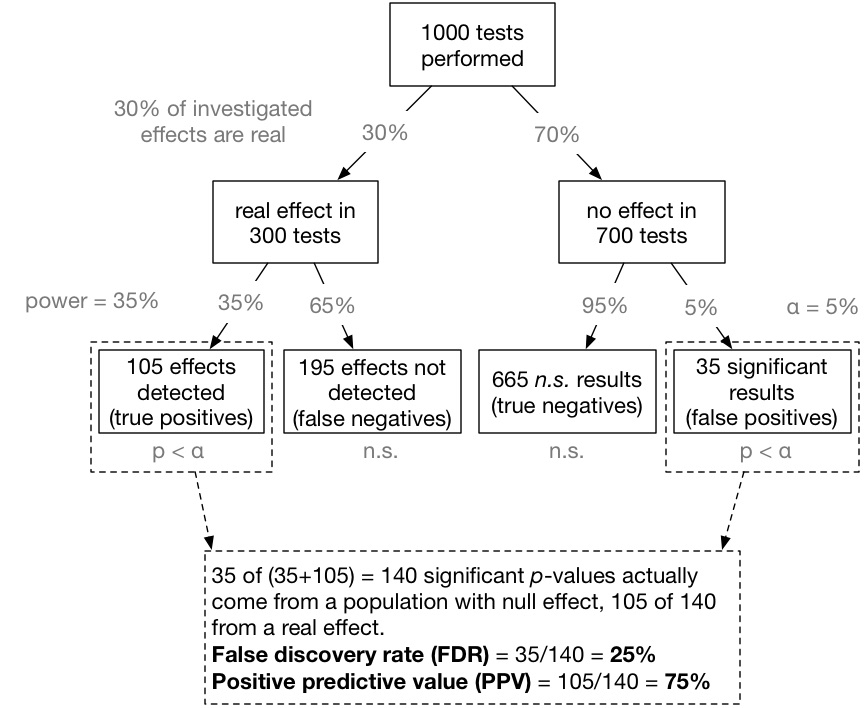 1000 tests
performed
30% of investigated
effects are real
30%
70%
real effect in
300 tests
no effect in
700 tests
power = 35%
35%
65%
95%
5%
α = 5%
105 effects
detected
(true positives)
195 effects not
detected
(false negatives)
665 n.s. results
(true negatives)
35 significant
results
(false positives)
p < α
n.s.
n.s.
p < α
35 of (35+105) = 140 significant p-values actually
come from a population with null effect, 105 of 140
from a real effect.
False discovery rate (FDR) = 35/140 = 25%
Positive predictive value (PPV) = 105/140 = 75%